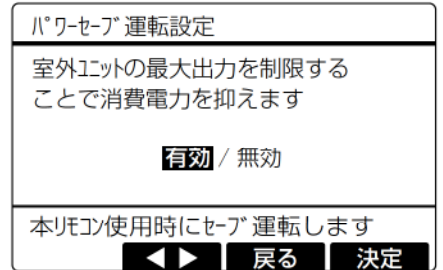 パワーセーブ運転設定
室外ユニットの最大出力を制限する
ことで消費電力を抑えます
有効 / 無効
本リモコン使用時にセーブ運転します
◀ ▶ 戻る 決定